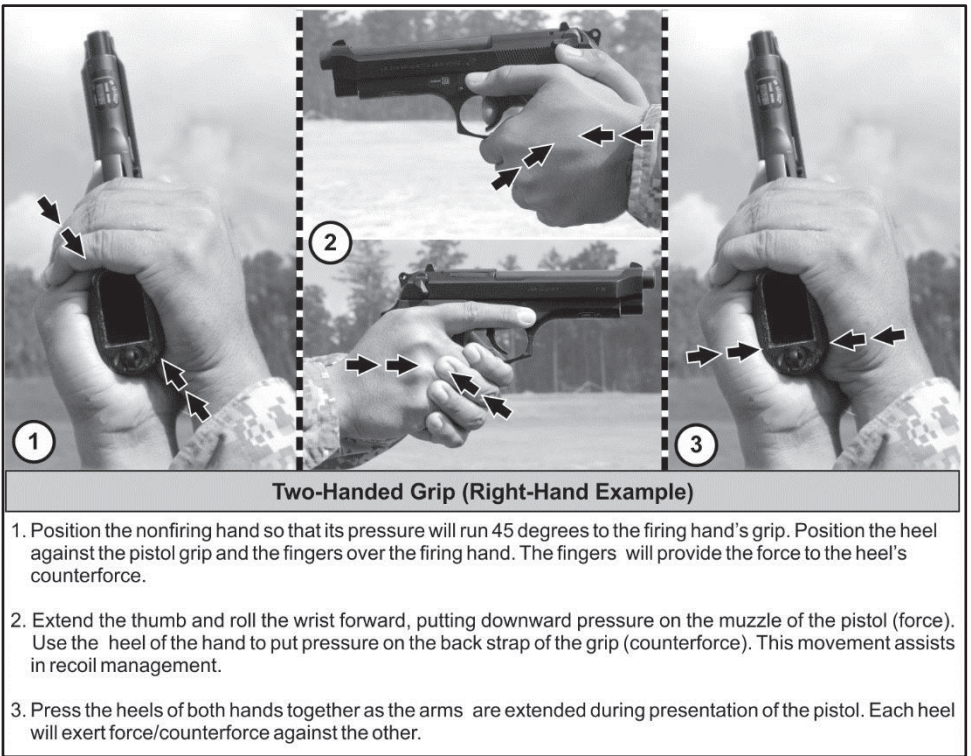 1
2
3
Two-Handed Grip (Right-Hand Example)
1. Position the nonfiring hand so that its pressure will run 45 degrees to the firing hand's grip. Position the heel
against the pistol grip and the fingers over the firing hand. The fingers will provide the force to the heel's
counterforce.
2. Extend the thumb and roll the wrist forward, putting downward pressure on the muzzle of the pistol (force).
Use the heel of the hand to put pressure on the back strap of the grip (counterforce). This movement assists
in recoil management.
3. Press the heels of both hands together as the arms are extended during presentation of the pistol. Each heel
will exert force/counterforce against the other.